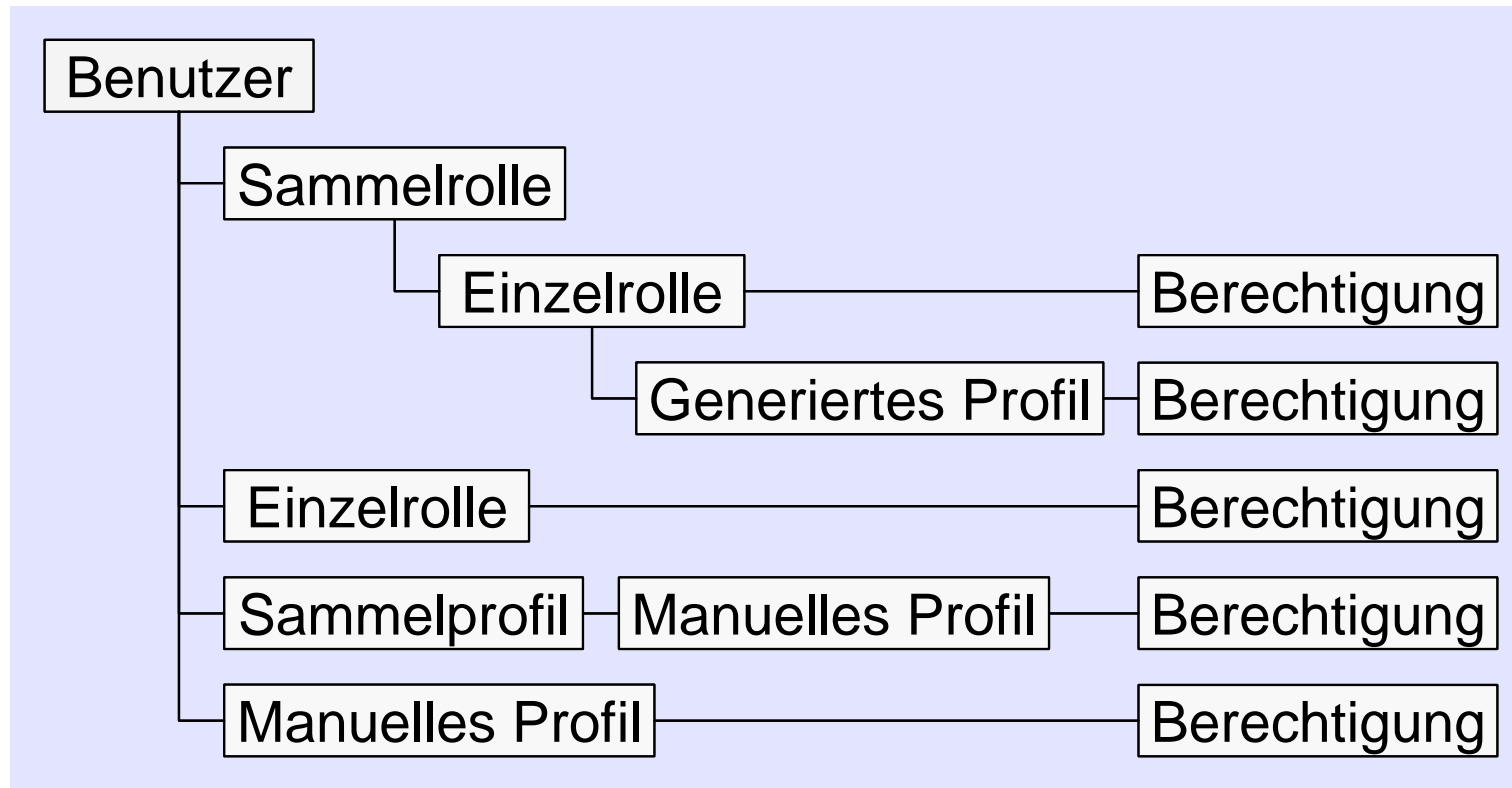 Benutzer
Sammelrolle
Einzelrolle Berechtigung
Generiertes Profil Berechtigung
Einzelrolle Berechtigung
Sammelprofil Manuelles Profil Berechtigung
Manuelles Profil Berechtigung